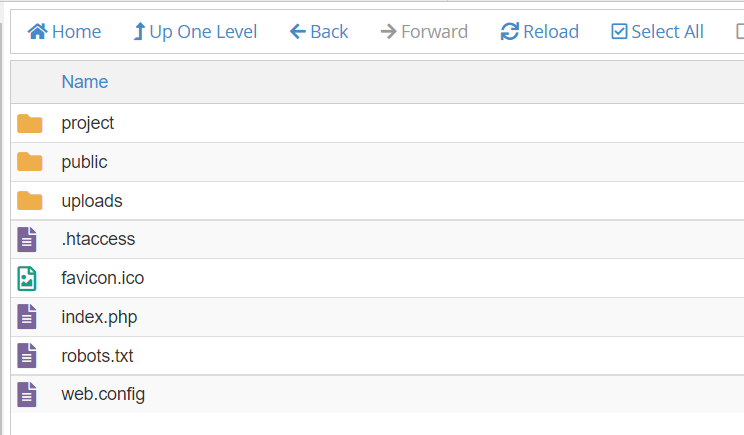 Home Up One Level Back Forward Reload Select All
Name
project
public
uploads
.htaccess
favicon.ico
index.php
robots.txt
web.config